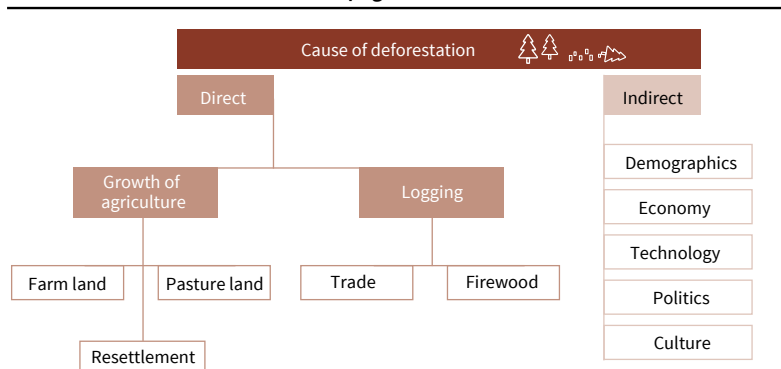 Cause of deforestation
Direct
Indirect
Growth of
agriculture
Logging
Farm land
Pasture land
Resettlement
Trade
Firewood
Demographics
Economy
Technology
Politics
Culture